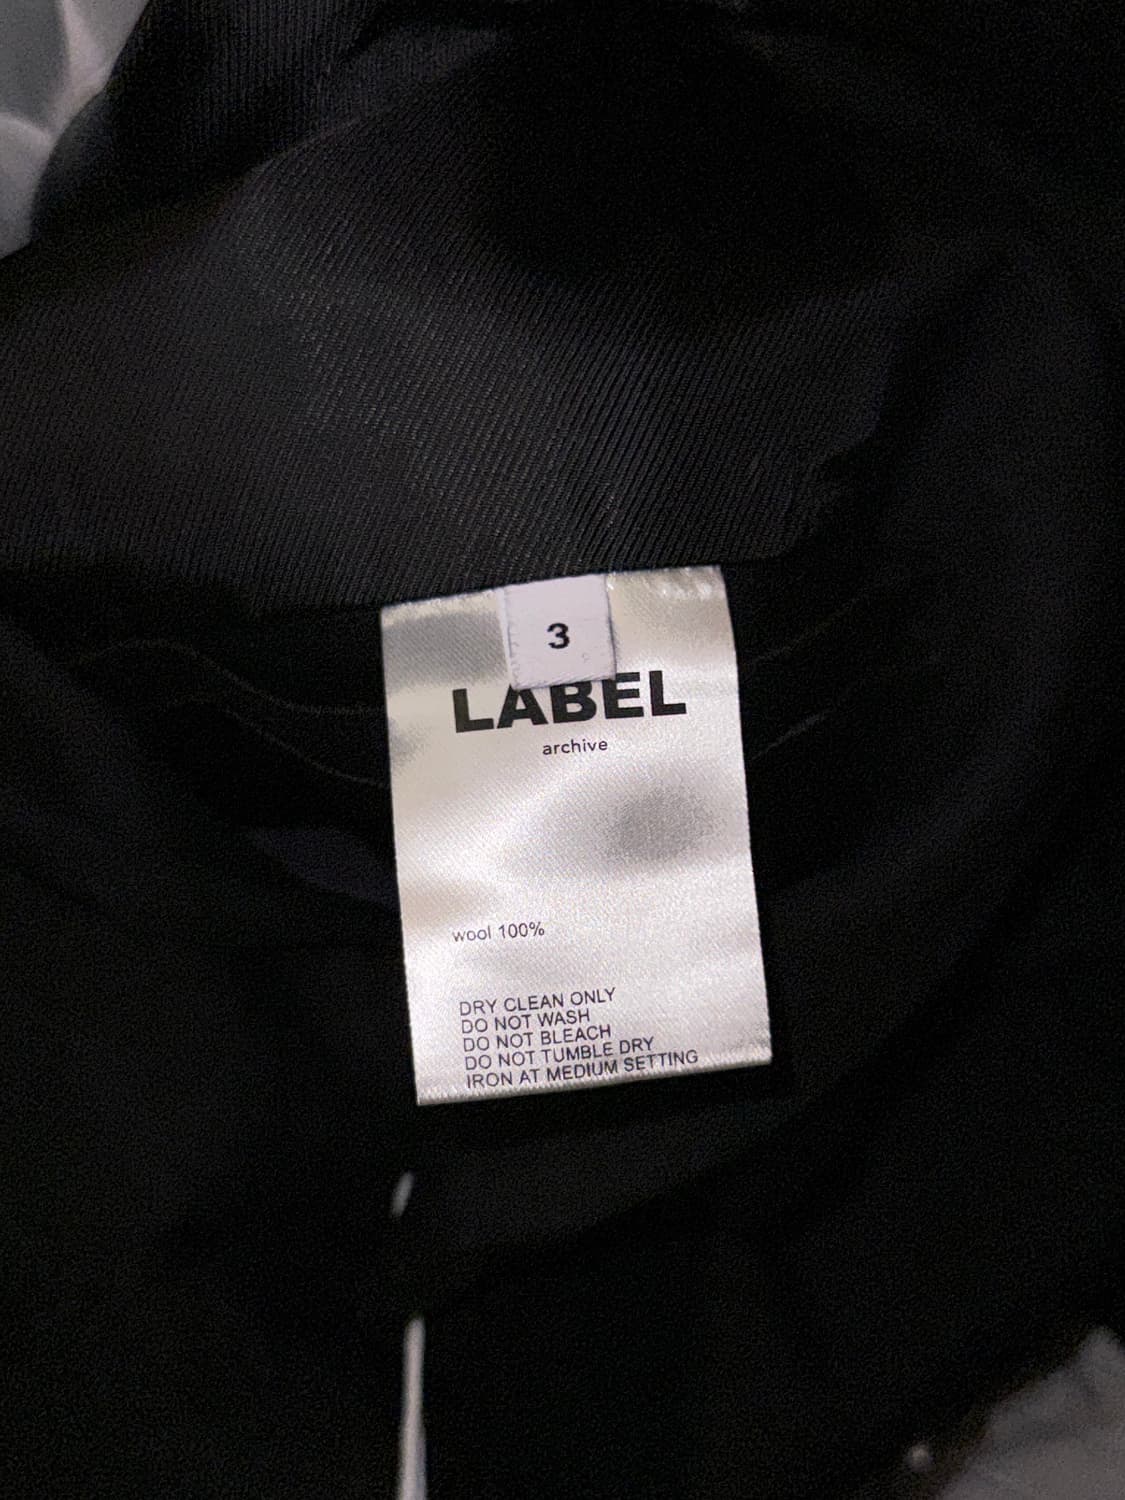 3
LABEL
archive
wool 100%
DRY CLEAN ONLY
DO NOT WASH
DO NOT BLEACH
DO NOT TUMBLE DRY
IRON AT MEDIUM SETTING